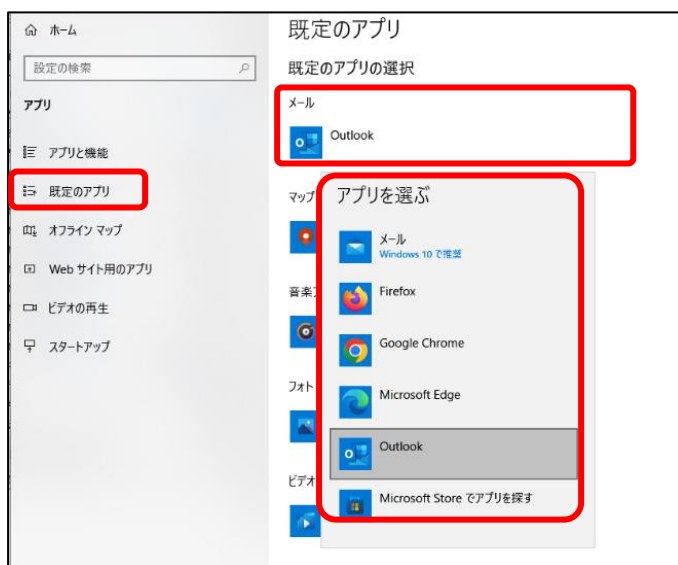 ホーム
設定の検索
アプリ
アプリと機能
既定のアプリ
オフライン マップ
Web サイト用のアプリ
ビデオの再生
スタートアップ
既定のアプリ
既定のアプリの選択
メール
Outlook
マップ
アプリを選ぶ
メール
Windows 10 で推奨
Firefox
音楽
Google Chrome
フォト
Microsoft Edge
Outlook
ビデオ
Microsoft Store でアプリを探す